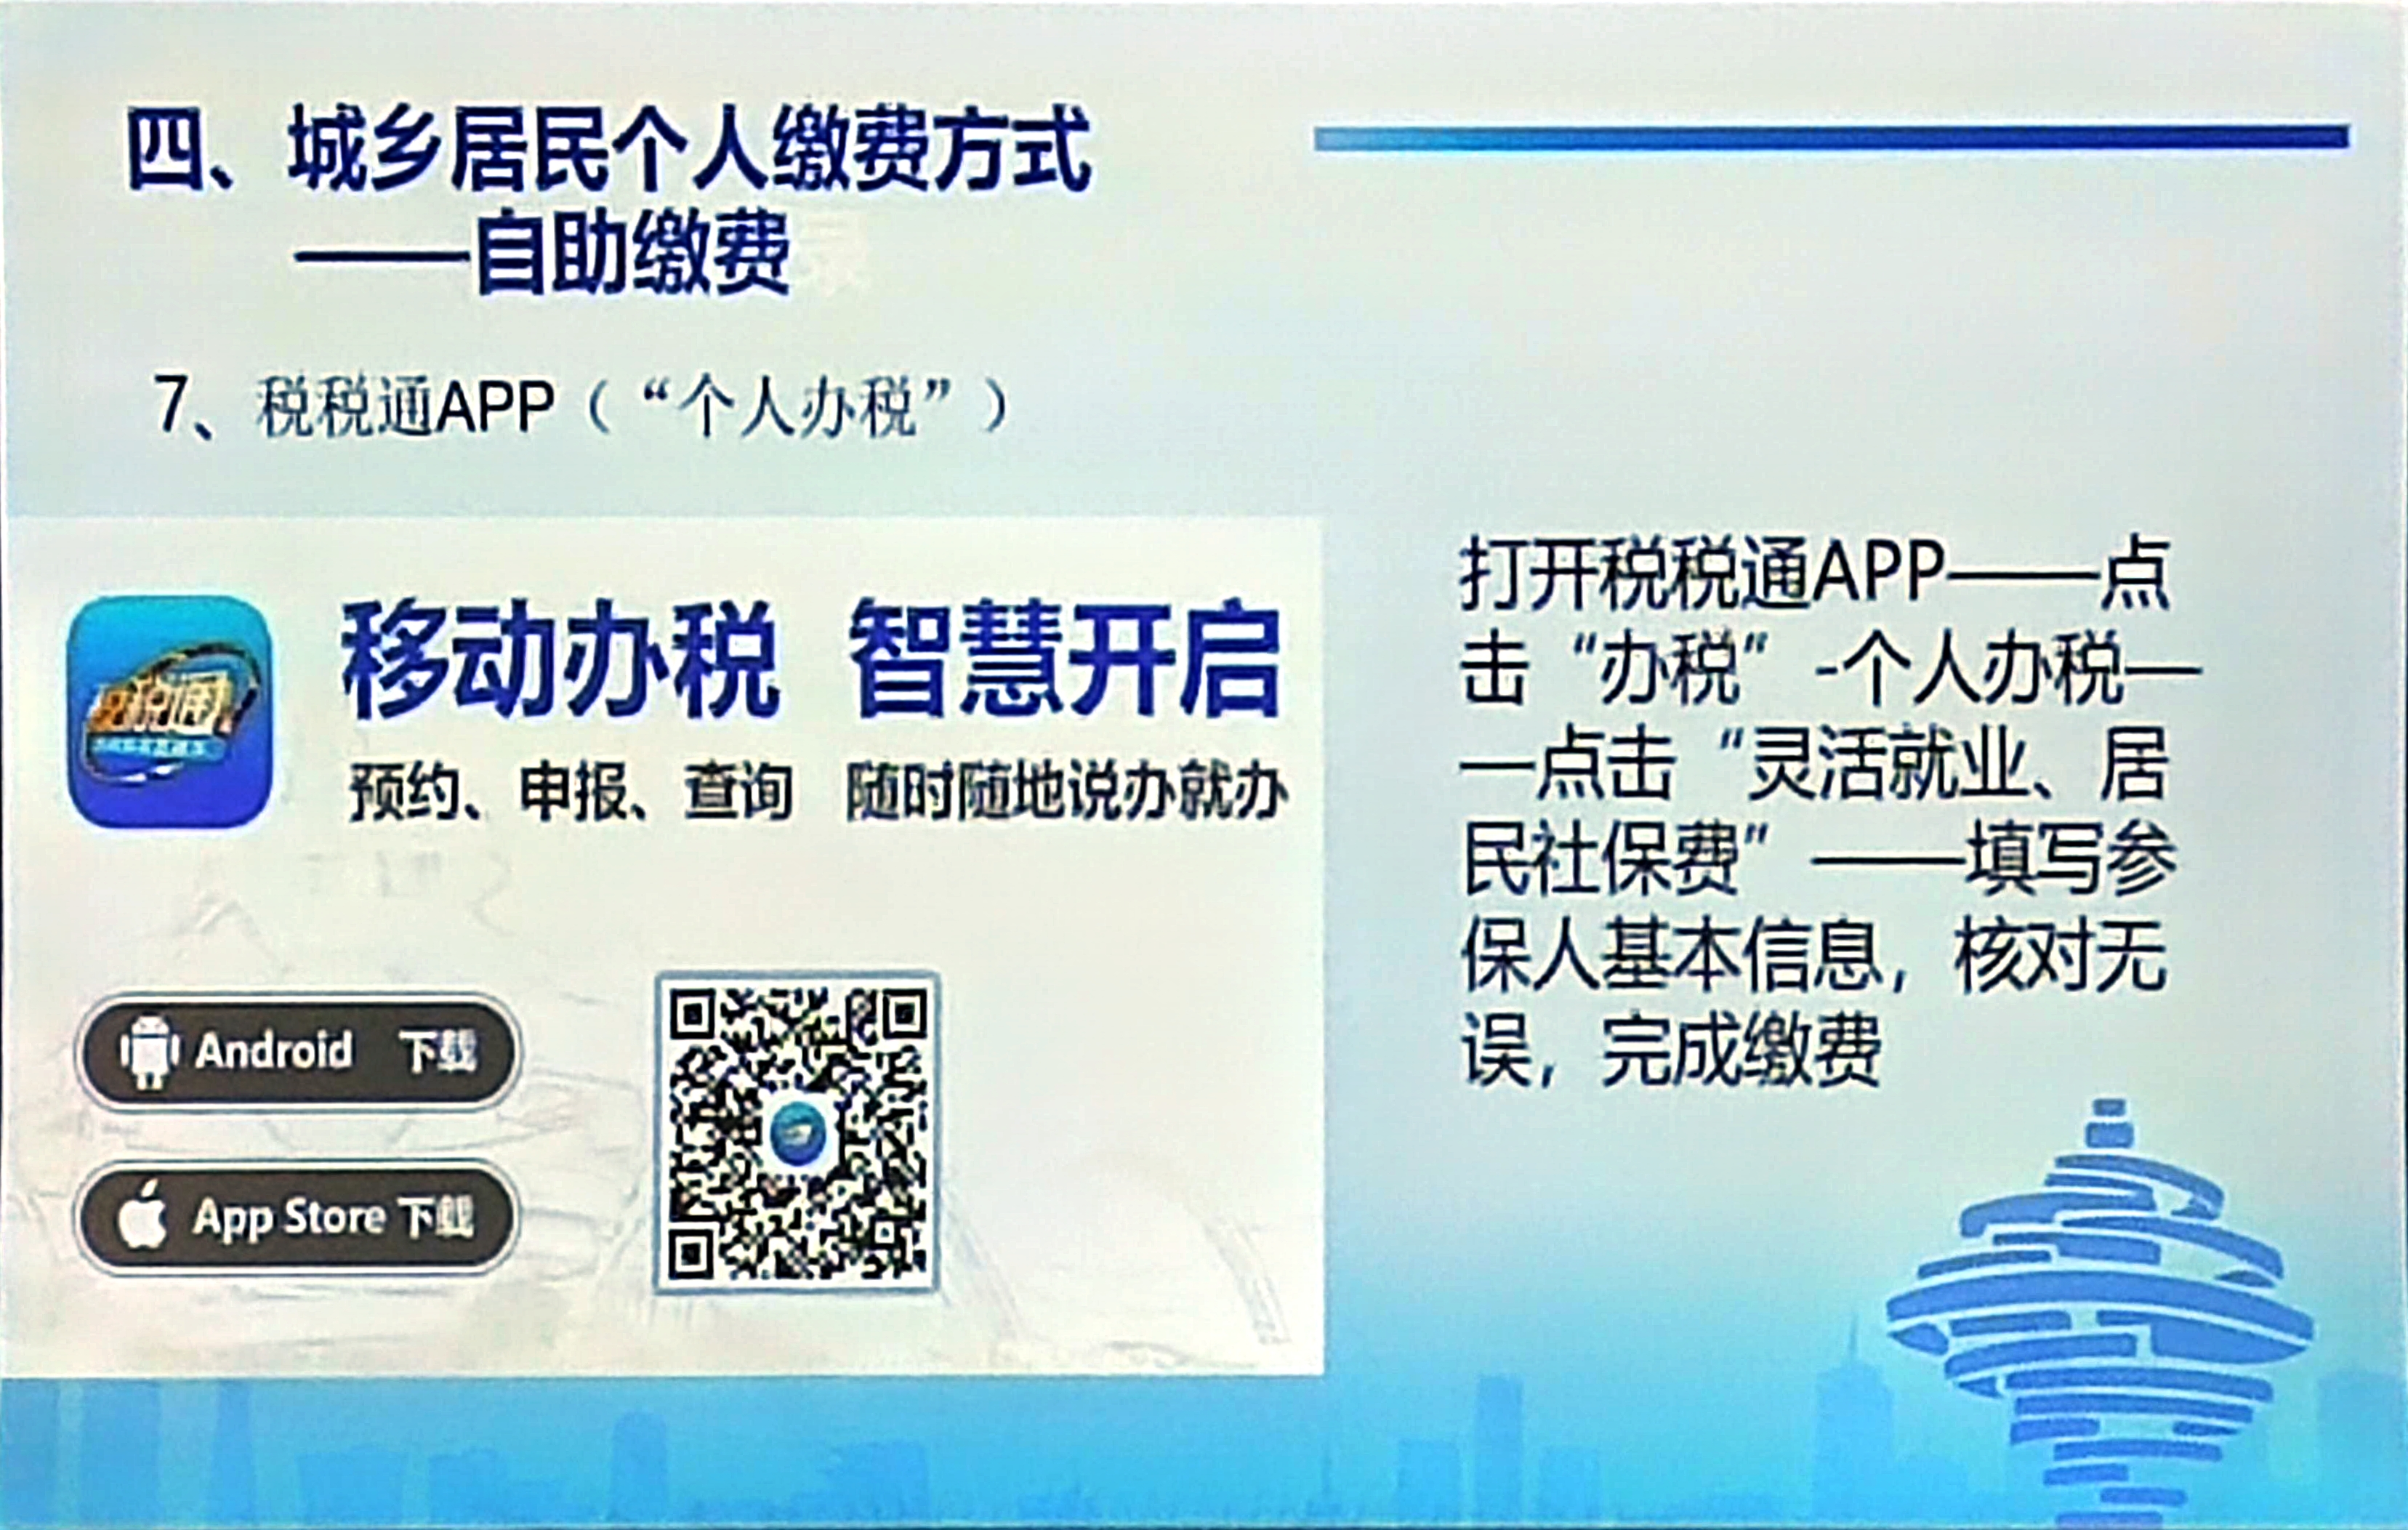 四、城乡居民个人缴费方式
——自助缴费
7、税税通APP（“个人办税”）
移动办税 智慧开启
预约、申报、查询 随时随地说办就办
Android 下载
App Store 下载
打开税税通APP——点
击“办税”-个人办税—
—点击“灵活就业、居
民社保费”——填写参
保人基本信息，核对无
误，完成缴费